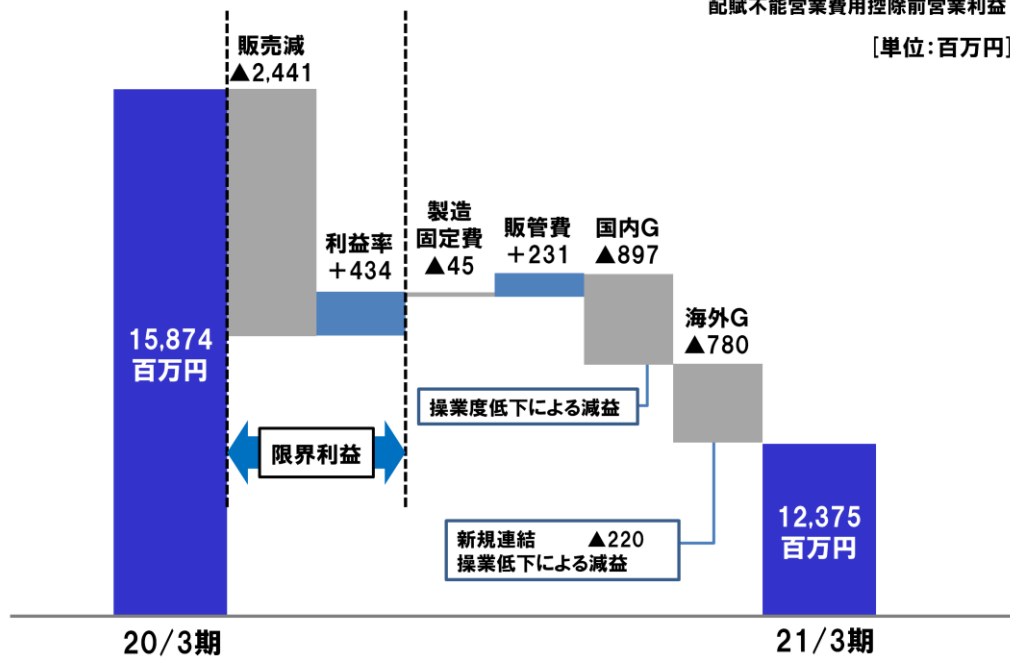 配賦不能営業費用控除前営業利益
[単位:百万円]
販売減
▲2,441
利益率
+434
製造
固定費
▲45
販管費
+231
国内G
▲897
海外G
▲780
15,874
百万円
操業度低下による減益
限界利益
新規連結 ▲220
操業低下による減益
12,375
百万円
20/3期
21/3期